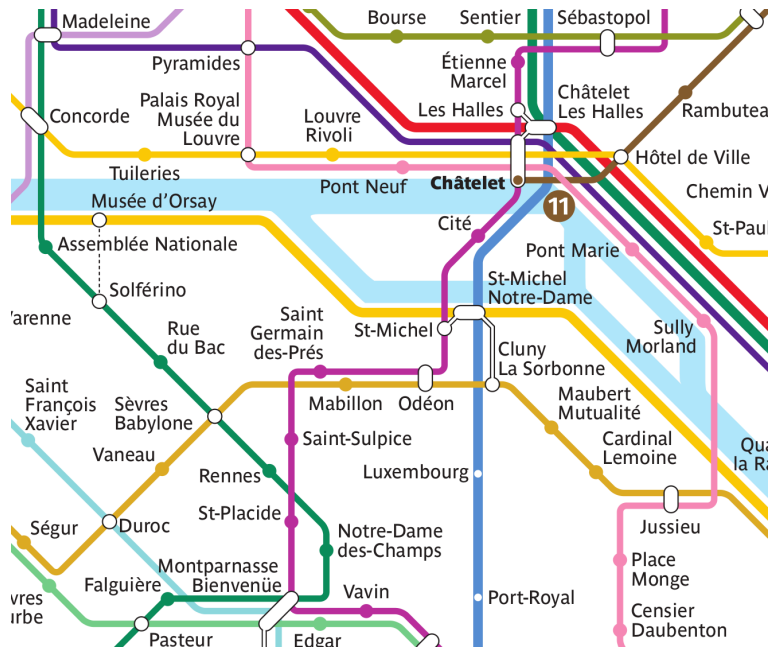 Madeleine
Bourse
Sentier
Sébastopol
Pyramides
Étienne
Marcel
Palais Royal
Musée du
Louvre
Louvre
Rivoli
Les Halles
Châtelet
Les Halles
Concorde
Tuileries
Pont Neuf
Châtelet
Hôtel de Ville
Musée d'Orsay
11
Cité
Assemblée Nationale
Pont Marie
Solférino
St-Michel
Notre-Dame
Rue
du Bac
Saint
Germain
des-Prés
St-Michel
Sully
Morland
Cluny
La Sorbonne
Saint
François
Xavier
Sèvres
Babylone
Mabillon
Odéon
Maubert
Mutualité
Vaneau
Saint-Sulpice
Cardinal
Lemoine
Rennes
Luxembourg
St-Placide
Ségur
Duroc
Notre-Dame
des-Champs
Jussieu
Montparnasse
Bienvenüe
Falguière
Vavin
Port-Royal
Place
Monge
Pasteur
Edgar
Censier
Daubenton